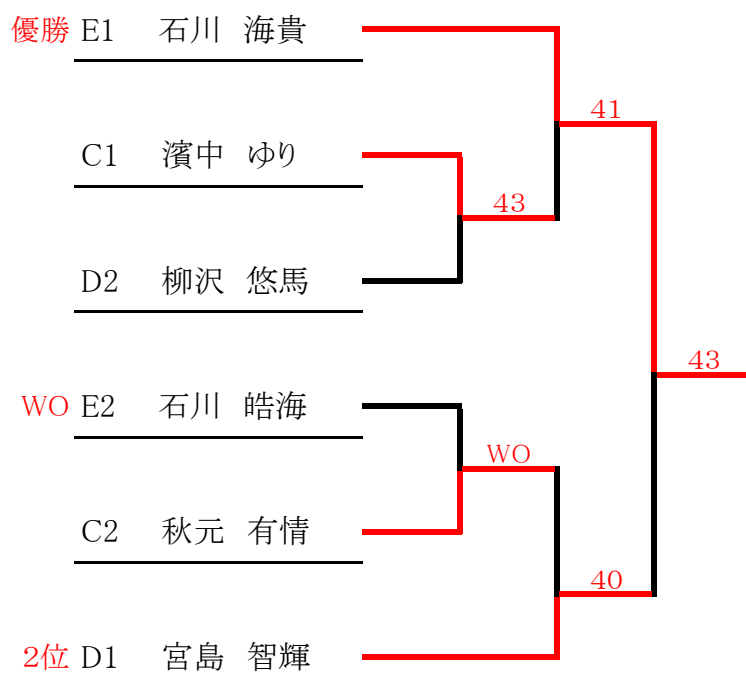 優勝 E1 石川 海貴
41
C1 濱中 ゆり
43
D2 柳沢 悠馬
43
WO E2 石川 皓海
WO
C2 秋元 有情
40
2位 D1 宮島 智輝